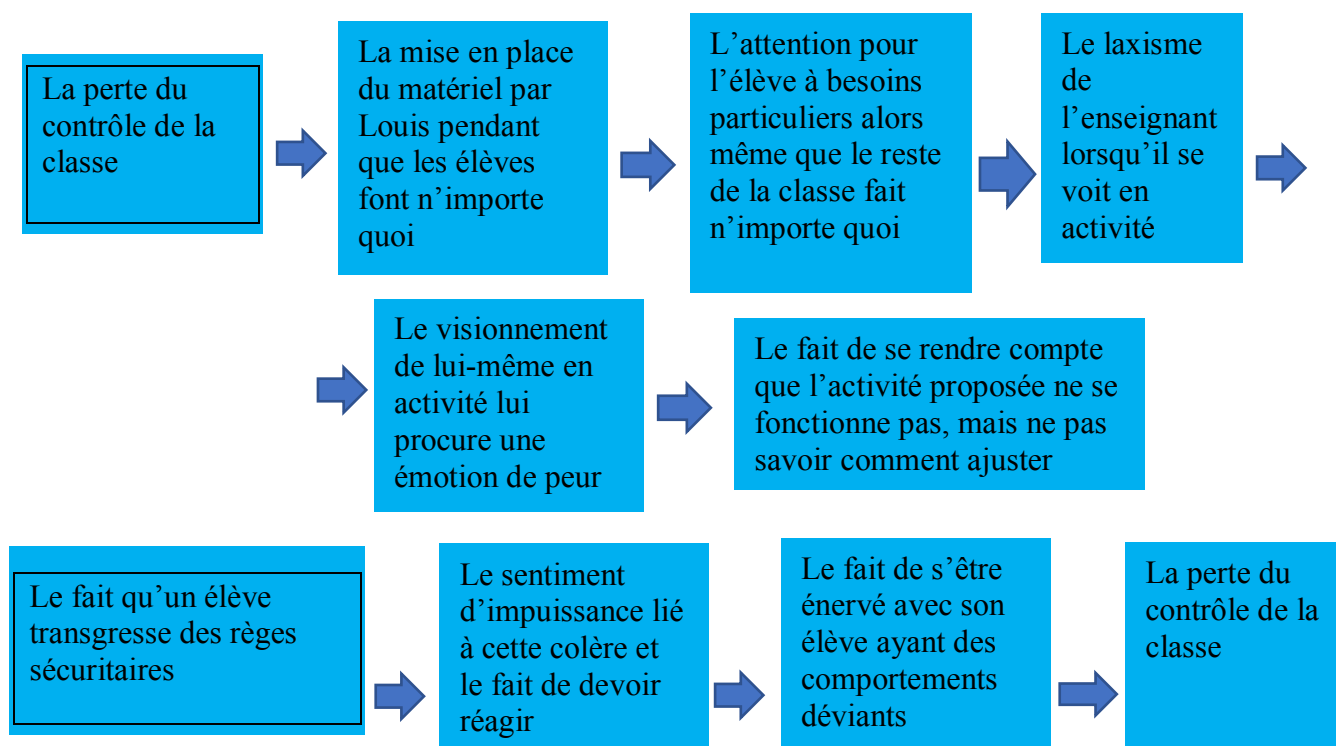 La perte du
contrôle de la
classe
La mise en place
du matériel par
Louis pendant
que les élèves
font n’importe
quoi
L’attention pour
l’élève à besoins
particuliers alors
même que le reste
de la classe fait
n’importe quoi
Le laxisme
de
l’enseignant
lorsqu’il se
voit en
activité
Le visionnement
de lui-même en
activité lui
procure une
émotion de peur
Le fait de se rendre compte
que l’activité proposée ne se
fonctionne pas, mais ne pas
savoir comment ajuster
Le fait qu’un élève
transgresse des règes
sécuritaires
Le sentiment
d’impuissance lié
à cette colère et
le fait de devoir
réagir
Le fait de s’être
énervé avec son
élève ayant des
comportements
déviants
La perte du
contrôle de la
classe